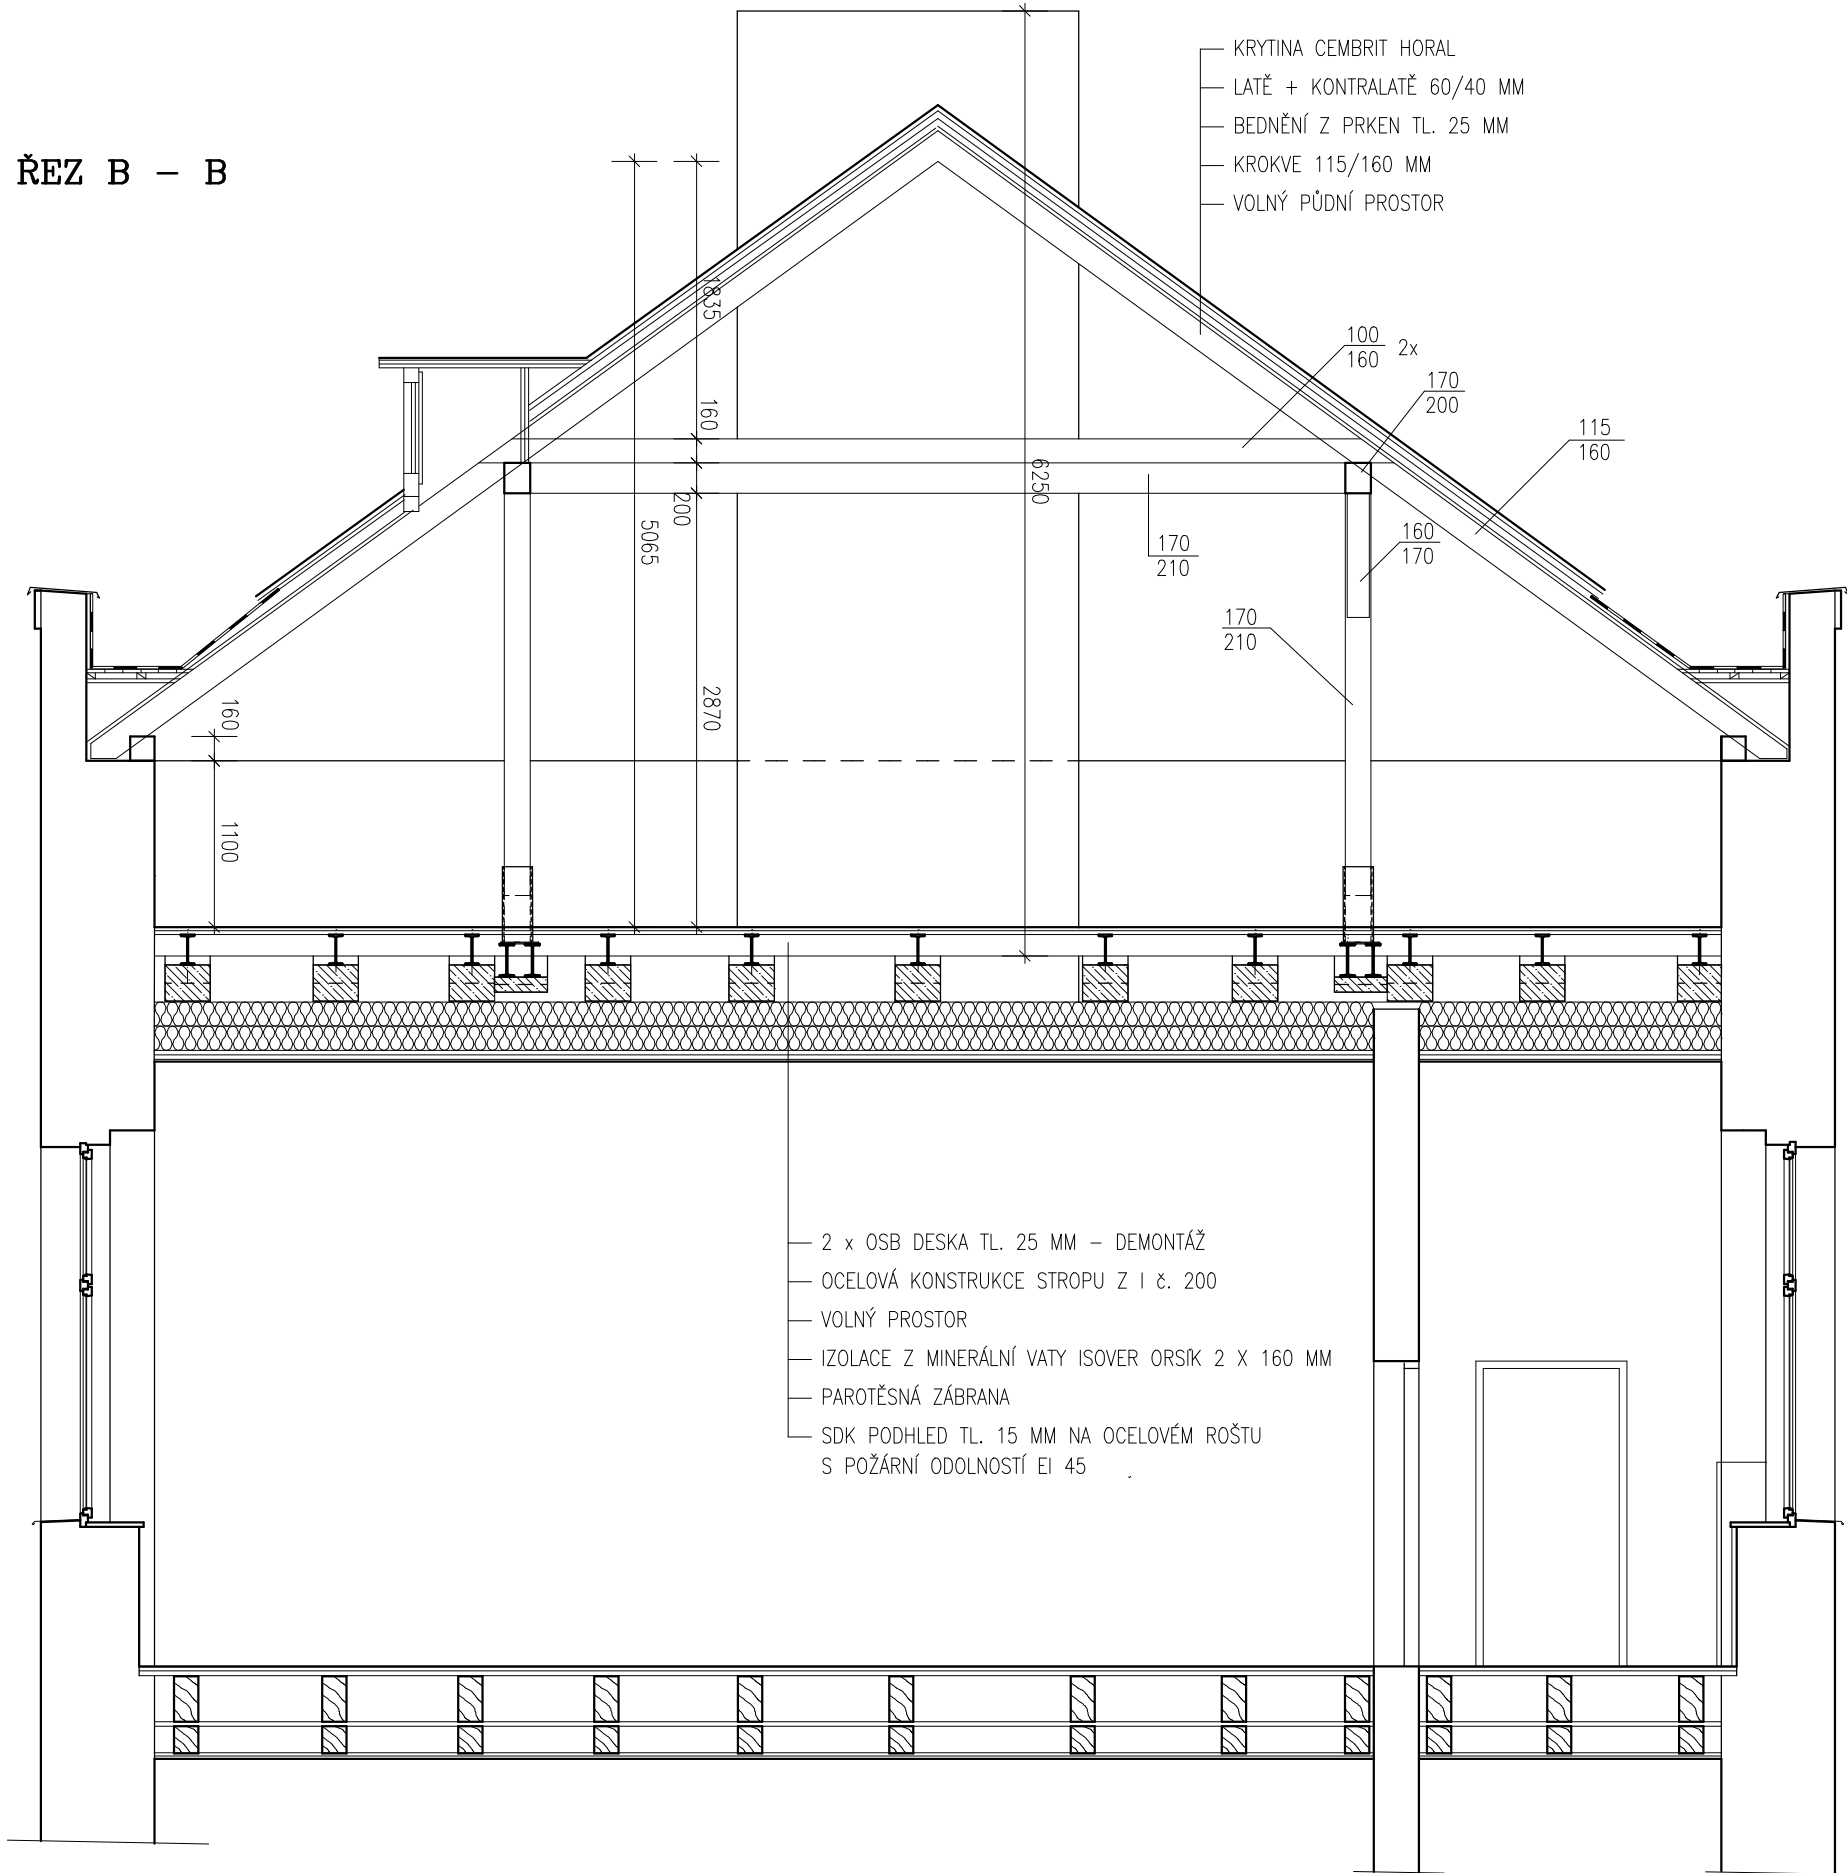 KRYTINA CEMBRIT HORAL
LATĚ + KONTRALATĚ 60/40 MM
BEDNĚNÍ Z PRKEN TL. 25 MM
KROKVE 115/160 MM
VOLNÝ PŮDNÍ PROSTOR
ŘEZ B - B
1835
100
160 2x
170
200
115
160
160
6250
200
5065
170
210
160
170
170
210
2870
160
1100
2 x OSB DESKA TL. 25 MM - DEMONTÁŽ
OCELOVÁ KONSTRUKCE STROPU Z I č. 200
VOLNÝ PROSTOR
IZOLACE Z MINERÁLNÍ VATY ISOVER ORSIK 2 X 160 MM
PAROTĚSNÁ ZÁBRANA
SDK PODHLED TL. 15 MM NA OCELOVÉM ROŠTU
S POŽÁRNÍ ODOLNOSTÍ EI 45